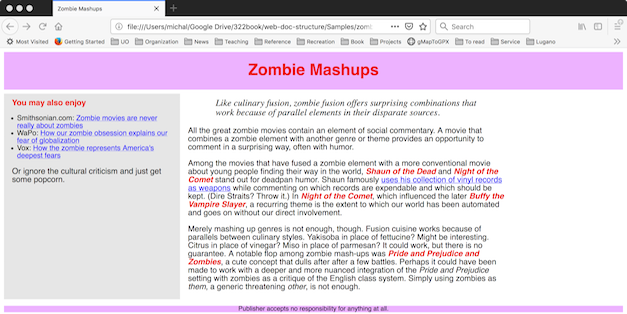 Zombie Mashups
file:///Users/michal/Google Drive/322book/web-doc-structure/Samples/zomb
Search
Most Visited Getting Started UO Organization News Teaching Reference Recreation Book Projects gMapToGPX To read Service Lugano
Zombie Mashups
You may also enjoy
Smithsonian.com: Zombie movies are never
really about zombies
WaPo: How our zombie obsession explains our
fear of globalization
Vox: How the zombie represents America's
deepest fears
Or ignore the cultural criticism and just get
some popcorn.
Like culinary fusion, zombie fusion offers surprising combinations that
work because of parallel elements in their disparate sources.
All the great zombie movies contain an element of social commentary. A movie that
combines a zombie element with another genre or theme provides an opportunity to
comment in a surprising way, often with humor.
Among the movies that have fused a zombie element with a more conventional movie
about young people finding their way in the world, Shaun of the Dead and Night of the
Comet stand out for deadpan humor. Shaun famously uses his collection of vinyl records
as weapons while commenting on which records are expendable and which should be
kept. (Dire Straits? Throw it.) In Night of the Comet, which influenced the later Buffy the
Vampire Slayer, a recurring theme is the extent to which our world has been automated
and goes on without our direct involvement.
Merely mashing up genres is not enough, though. Fusion cuisine works because of
parallels between culinary styles. Yakisoba in place of fettucine? Might be interesting.
Citrus in place of vinegar? Miso in place of parmesan? It could work, but there is no
guarantee. A notable flop among zombie mash-ups was Pride and Prejudice and
Zombies, a cute concept that dulls after after a few battles. Perhaps it could have been
made to work with a deeper and more nuanced integration of the Pride and Prejudice
setting with zombies as a critique of the English class system. Simply using zombies as
them, a generic threatening other, is not enough.
Publisher accepts no responsibility for anything at all.